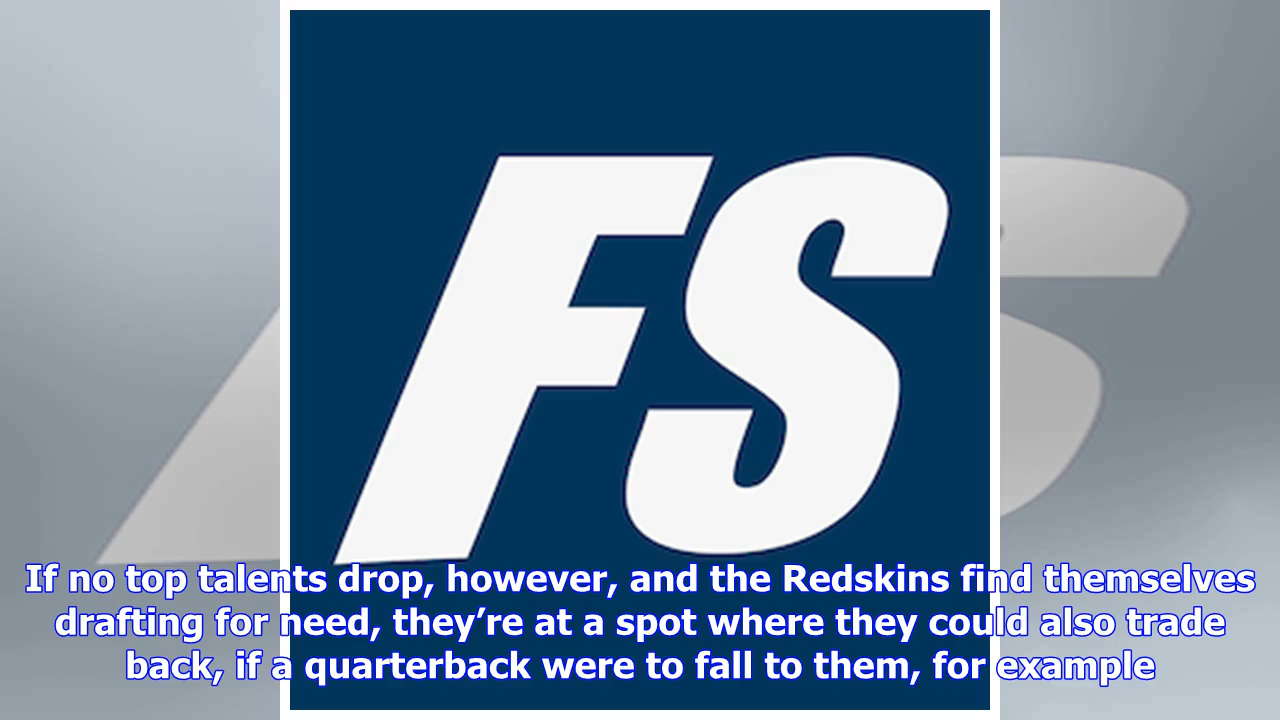 FS
If no top talents drop, however, and the Redskins find themselves
drafting for need, they’re at a spot where they could also trade
back, if a quarterback were to fall to them, for example